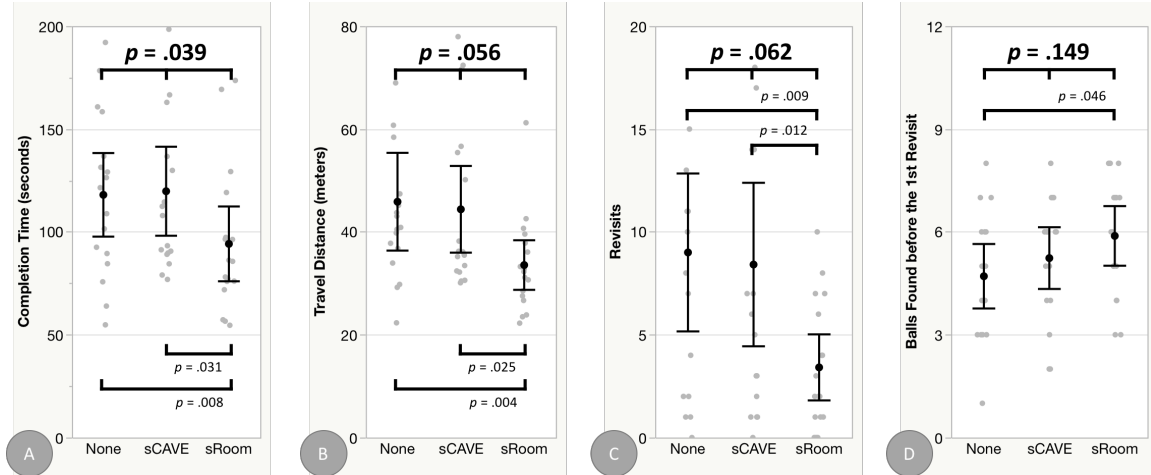 Completion Time (seconds)
200
150
100
50
0
p = .039
p = .031
p = .008
None sCAVE sRoom
A
Travel Distance (meters)
80
60
40
20
0
p = .056
p = .025
p = .004
None sCAVE sRoom
B
Revisits
20
15
10
5
0
p = .062
p = .009
p = .012
None sCAVE sRoom
C
Balls Found before the 1st Revisit
12
9
6
3
0
p = .149
p = .046
None sCAVE sRoom
D